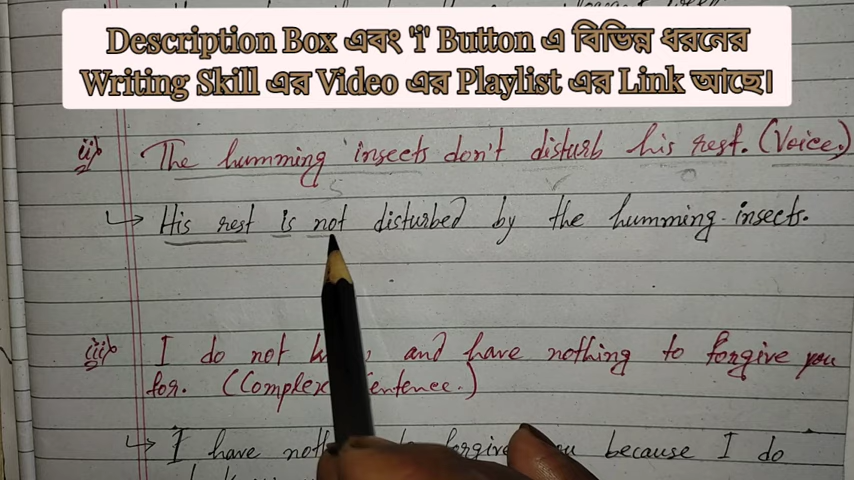 Description Box এবং 'i' Button এ বিভিন্ন ধরনের
Writing Skill এর Video এর Playlist এর Link আছে।
ii) The humming insects don't disturb his rest. (Voice)
S V O
↳ His rest is not disturbed by the humming insects.
iii) I do not and have nothing to forgive you
for. (Complex Sentence.)
↳ I have forgive you because I do